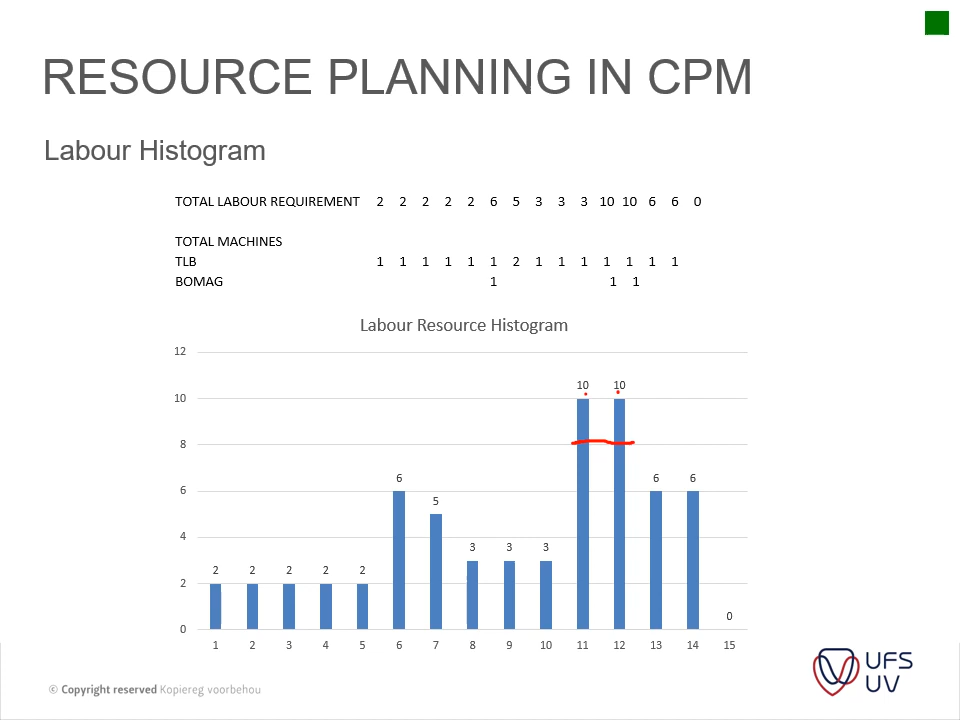 RESOURCE PLANNING IN CPM
Labour Histogram
TOTAL LABOUR REQUIREMENT 2 2 2 2 2 6 5 3 3 3 10 10 6 6 0
TOTAL MACHINES
TLB 1 1 1 1 1 1 2 1 1 1 1 1 1 1
BOMAG 1 1 1
Labour Resource Histogram
12
10
8
6
4
2
0
2 2 2 2 2 6 5 3 3 3 10 10 6 6 0
1 2 3 4 5 6 7 8 9 10 11 12 13 14 15
© Copyright reserved Kopiereg voorbehou
UFS
UV